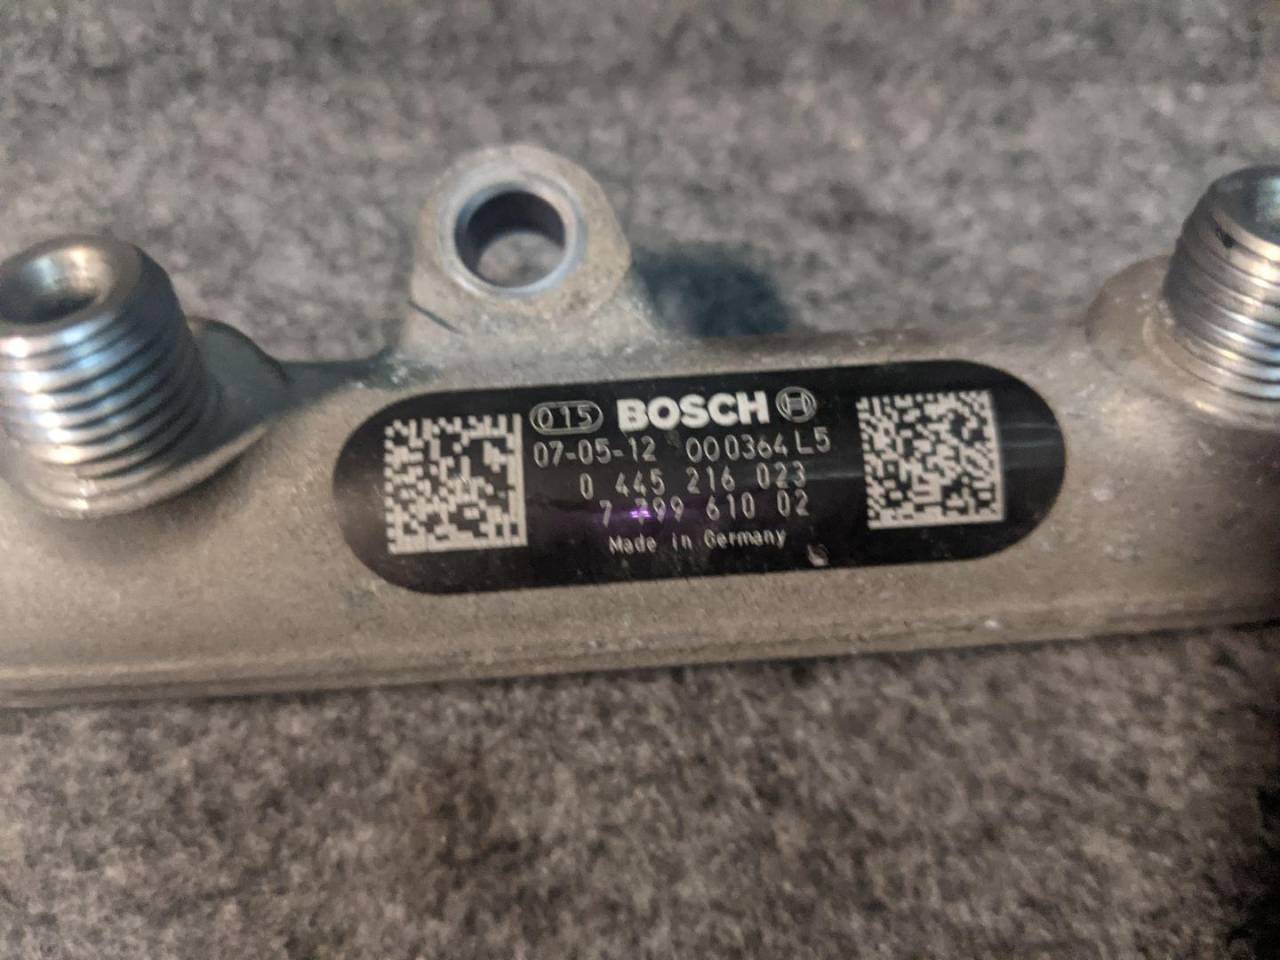 015 BOSCH
07-05-12 000364 L5
0 445 216 023
7 799 610 02
Made in Germany